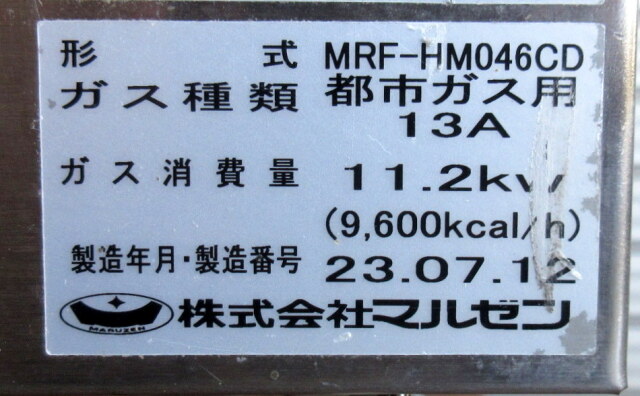 形式 MRF-HM046CD
ガス種類 都市ガス用
13A
ガス消費量 11.2kw
(9,600kcal/h)
製造年月・製造番号 23.07.12
MARUZEN 株式会社マルゼン